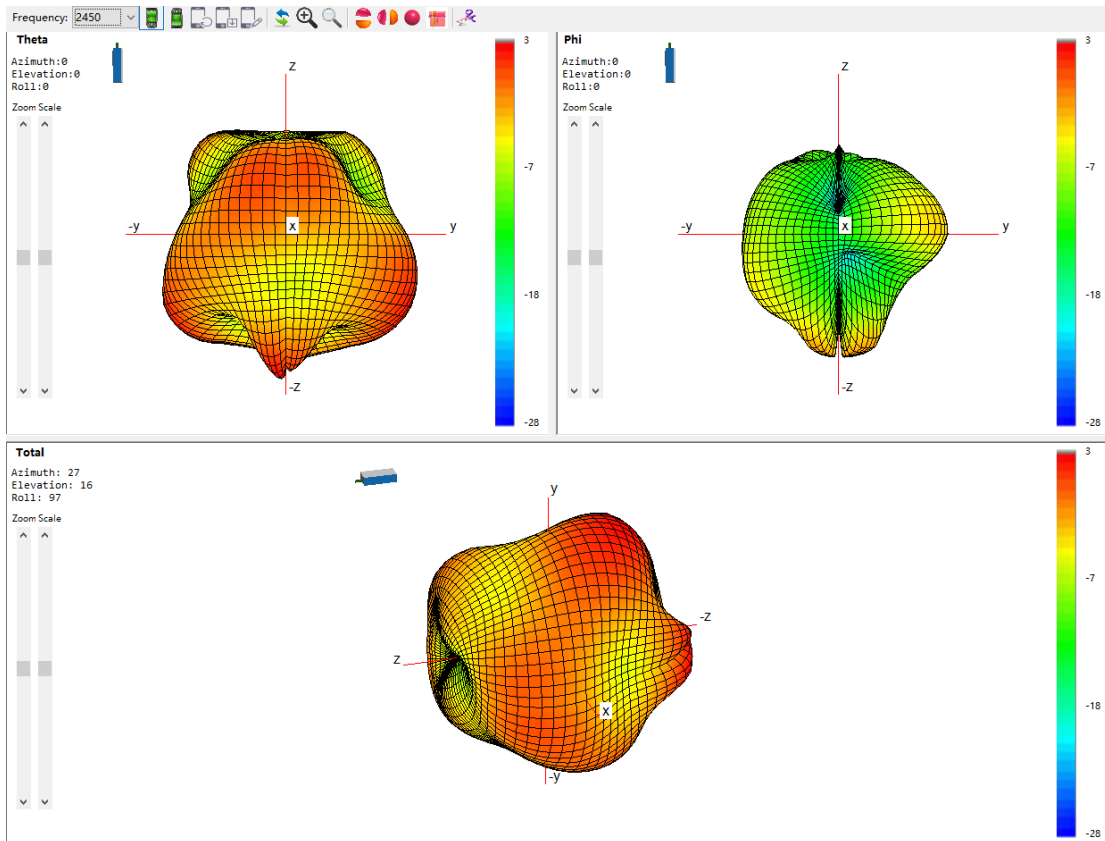 Frequency: 2450
Theta
Azimuth:0
Elevation:0
Roll:0
Zoom Scale
z
-y
x
y
-z
3
-7
-18
-28
Phi
Azimuth:0
Elevation:0
Roll:0
Zoom Scale
z
-y
x
y
-z
3
-7
-18
-28
Total
Azimuth: 27
Elevation: 16
Roll: 97
Zoom Scale
y
-z
z
x
-y
3
-7
-18
-28